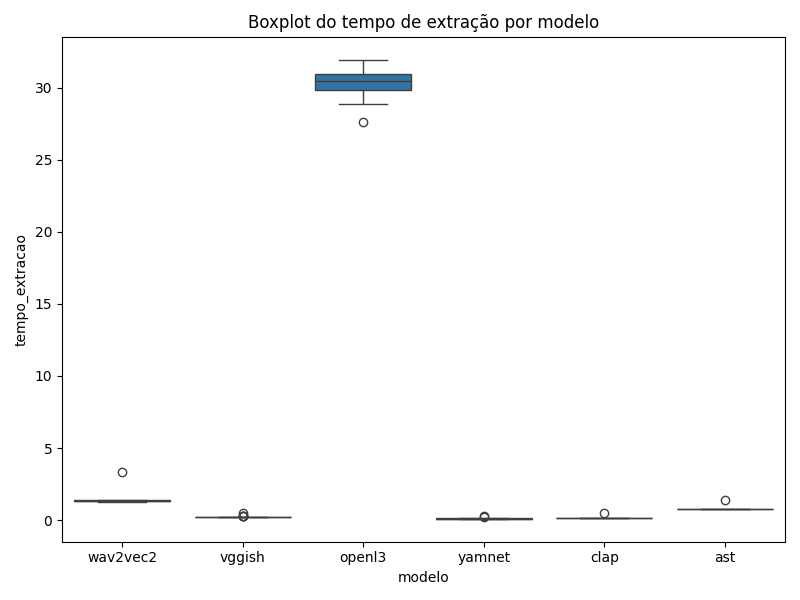 Boxplot do tempo de extração por modelo
tempo_extracao
30
25
20
15
10
5
0
wav2vec2 vggish openl3 yamnet clap ast
modelo